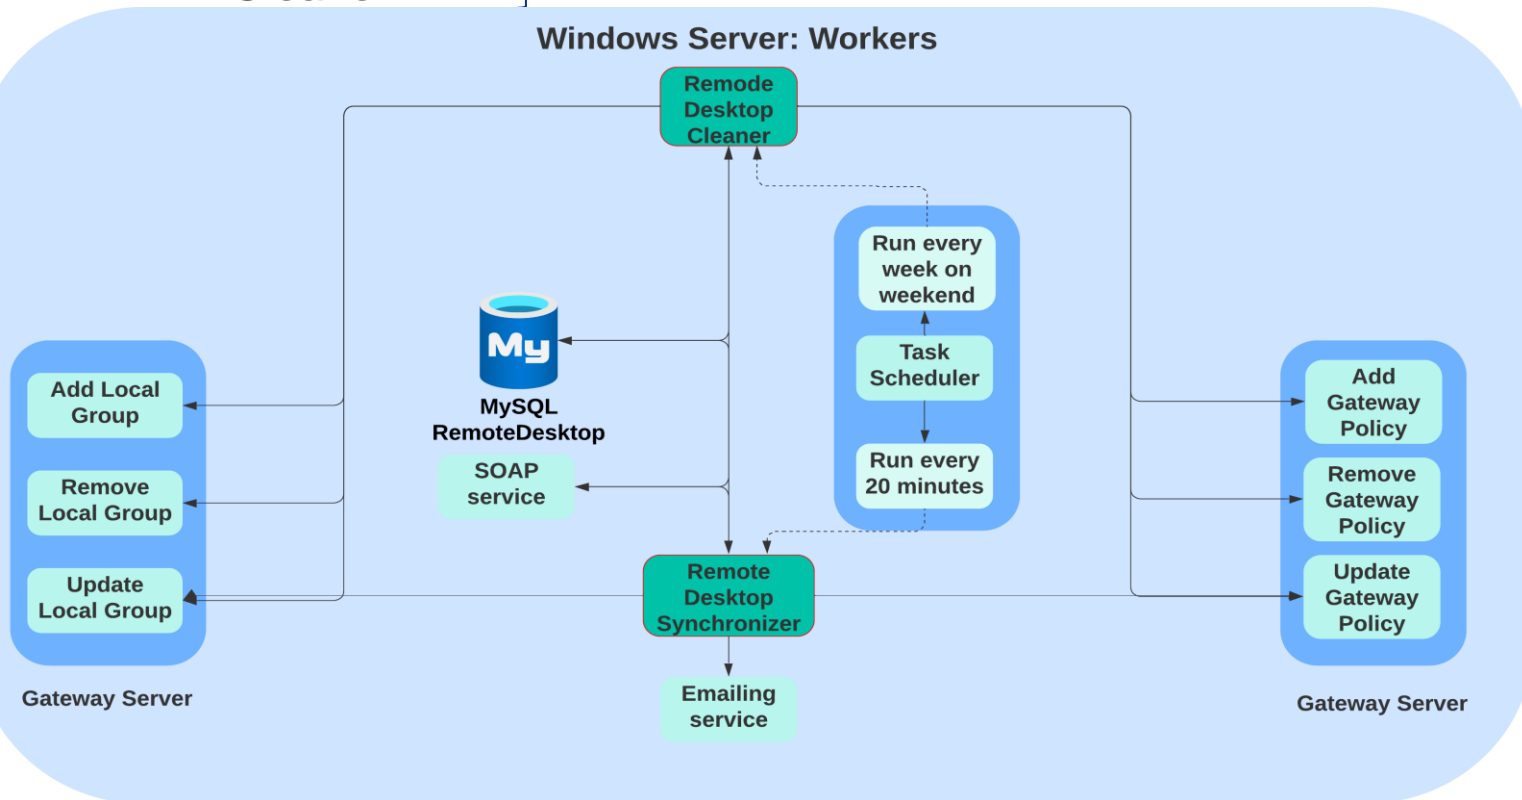 Windows Server: Workers
Remode
Desktop
Cleaner
Run every
week on
weekend
Task
Scheduler
Run every
20 minutes
My
MySQL
RemoteDesktop
SOAP
service
Add Local
Group
Remove
Local Group
Update
Local Group
Gateway Server
Remote
Desktop
Synchronizer
Emailing
service
Add
Gateway
Policy
Remove
Gateway
Policy
Update
Gateway
Policy
Gateway Server